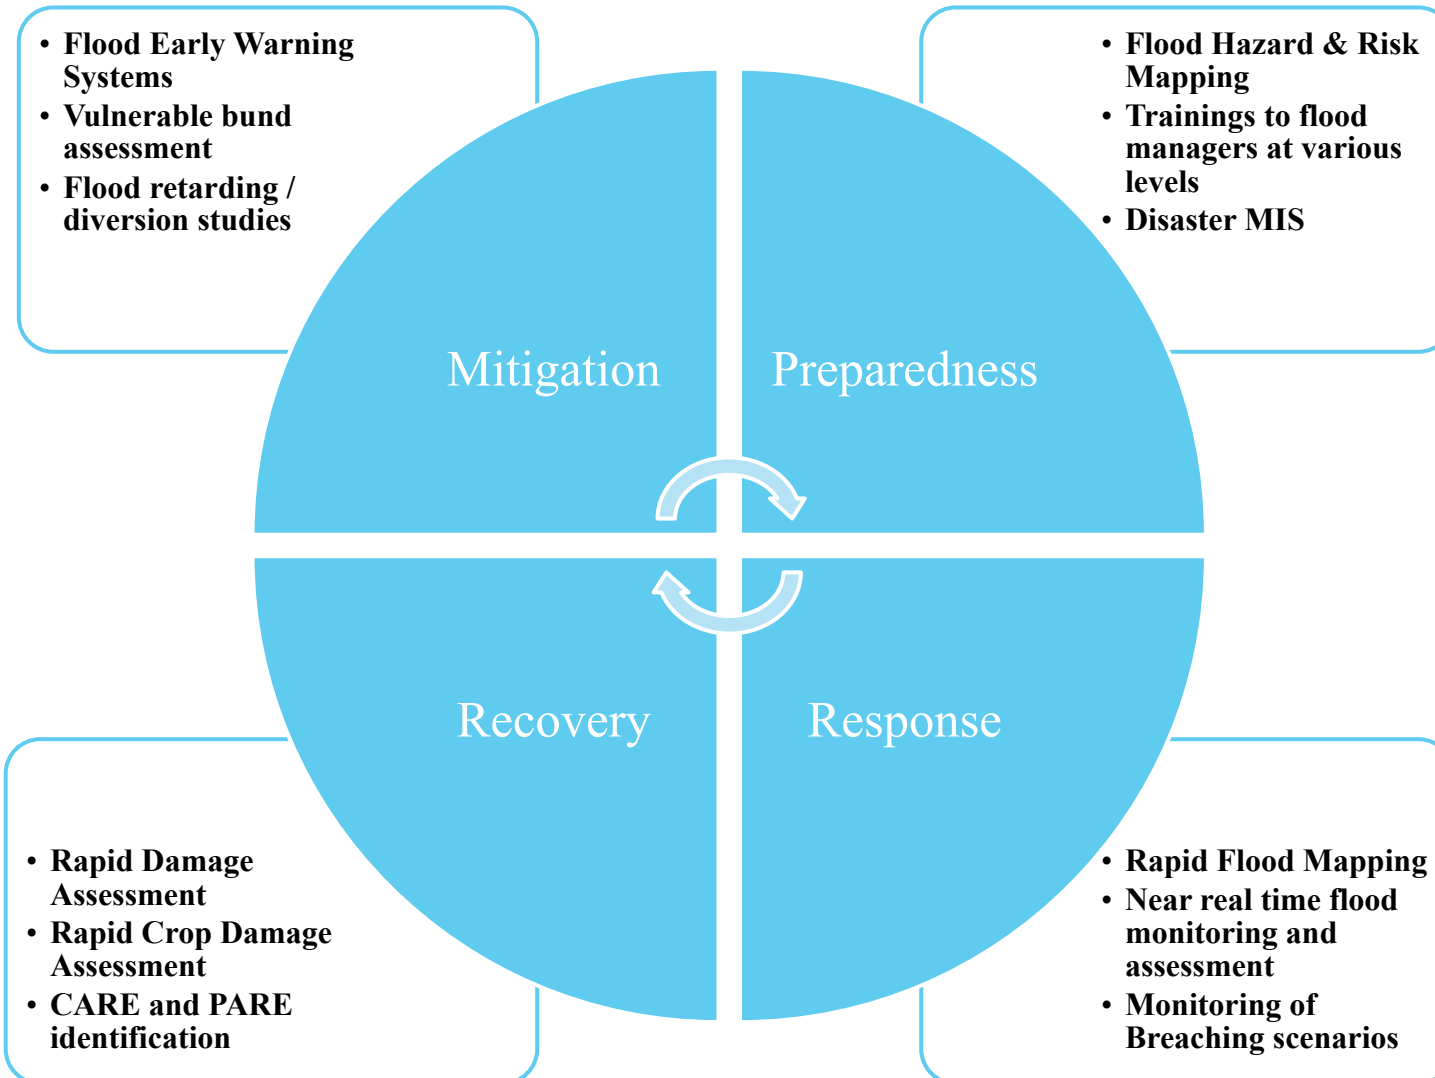 • Flood Early Warning
Systems
• Vulnerable bund
assessment
• Flood retarding /
diversion studies
• Flood Hazard & Risk
Mapping
• Trainings to flood
managers at various
levels
• Disaster MIS
Mitigation
Preparedness
Recovery
Response
• Rapid Damage
Assessment
• Rapid Crop Damage
Assessment
• CARE and PARE
identification
• Rapid Flood Mapping
• Near real time flood
monitoring and
assessment
• Monitoring of
Breaching scenarios